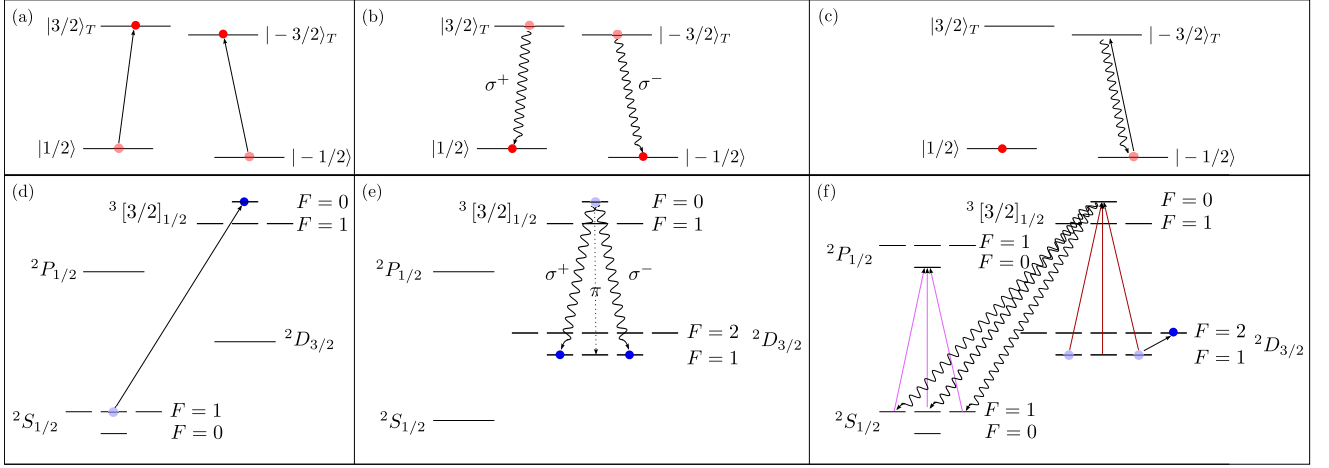 (a)
|3/2⟩_T
|−3/2⟩_T
|1/2⟩
|−1/2⟩
(b)
|3/2⟩_T
|−3/2⟩_T
σ⁺
σ⁻
|1/2⟩
|−1/2⟩
(c)
|3/2⟩_T
|−3/2⟩_T
|1/2⟩
|−1/2⟩
(d)
F = 0
³[3/2]_{1/2}
F = 1
²P_{1/2}
²D_{3/2}
F = 1
²S_{1/2}
F = 0
(e)
F = 0
³[3/2]_{1/2}
F = 1
²P_{1/2}
σ⁺
σ⁻
π
F = 2
²D_{3/2}
F = 1
²S_{1/2}
(f)
F = 0
³[3/2]_{1/2}
F = 1
F = 1
²P_{1/2}
F = 0
F = 2
²D_{3/2}
F = 1
F = 1
²S_{1/2}
F = 0